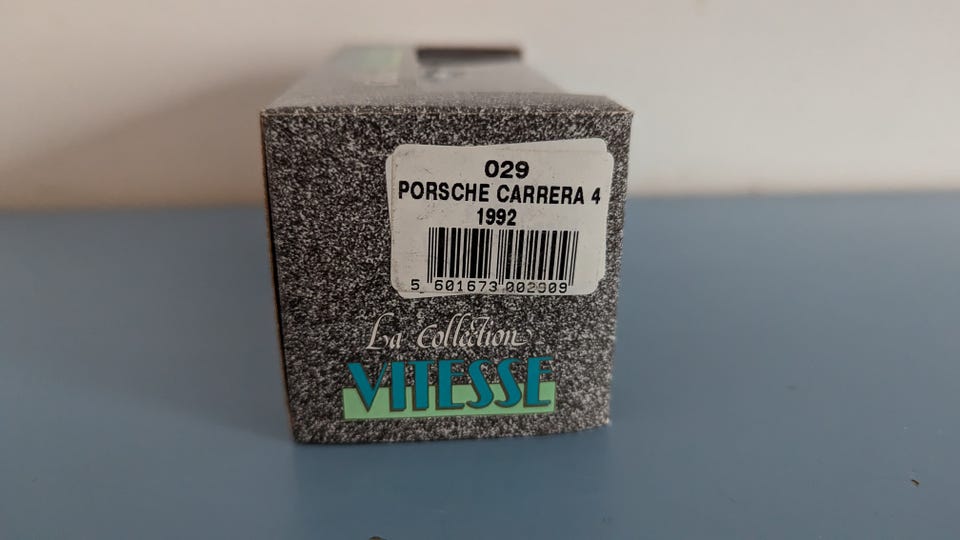 029
PORSCHE CARRERA 4
1992
5 601673 002909
La Collection
VITESSE